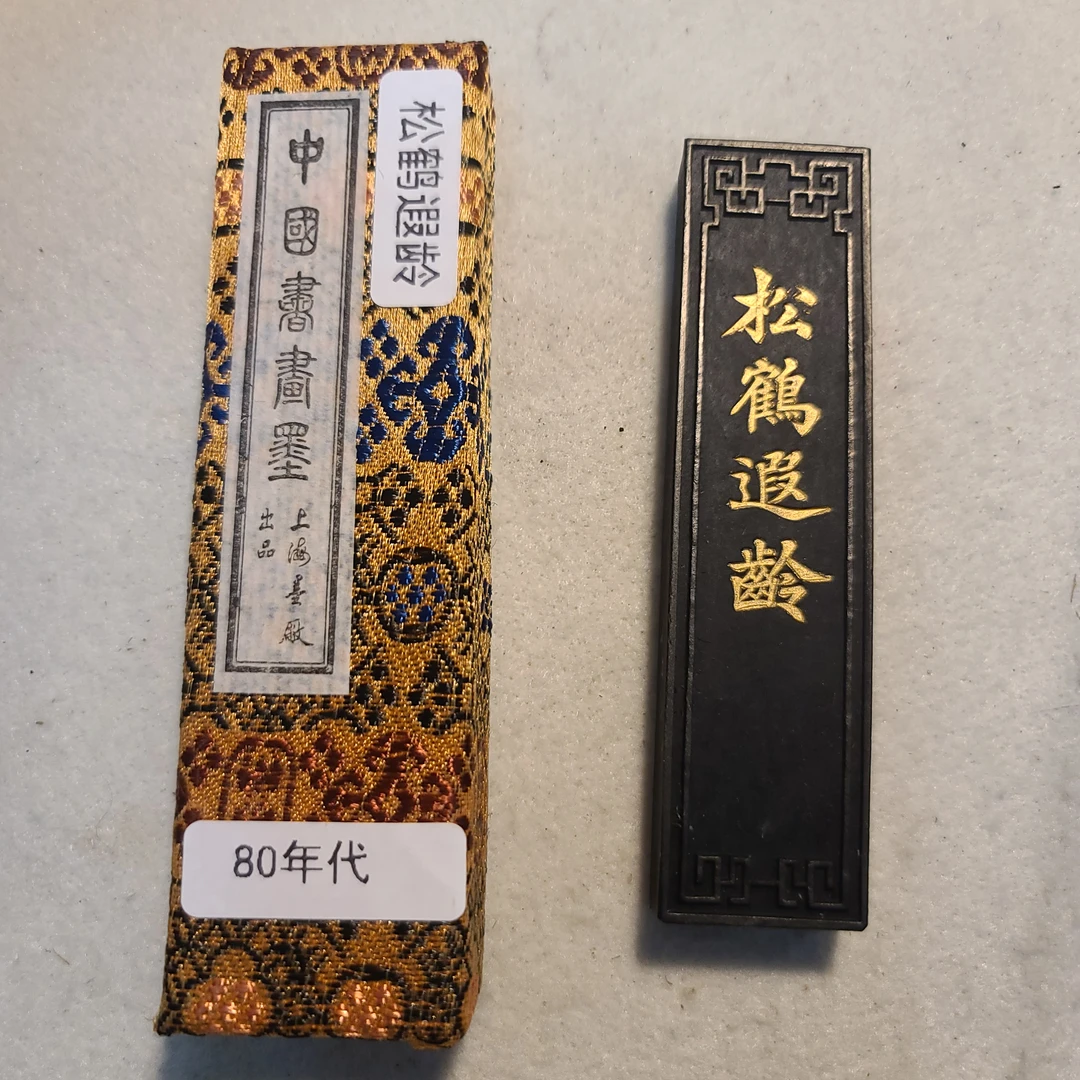 中國書畫墨
上海墨厰
出品
松鹤遐龄
80年代
松鶴遐齡